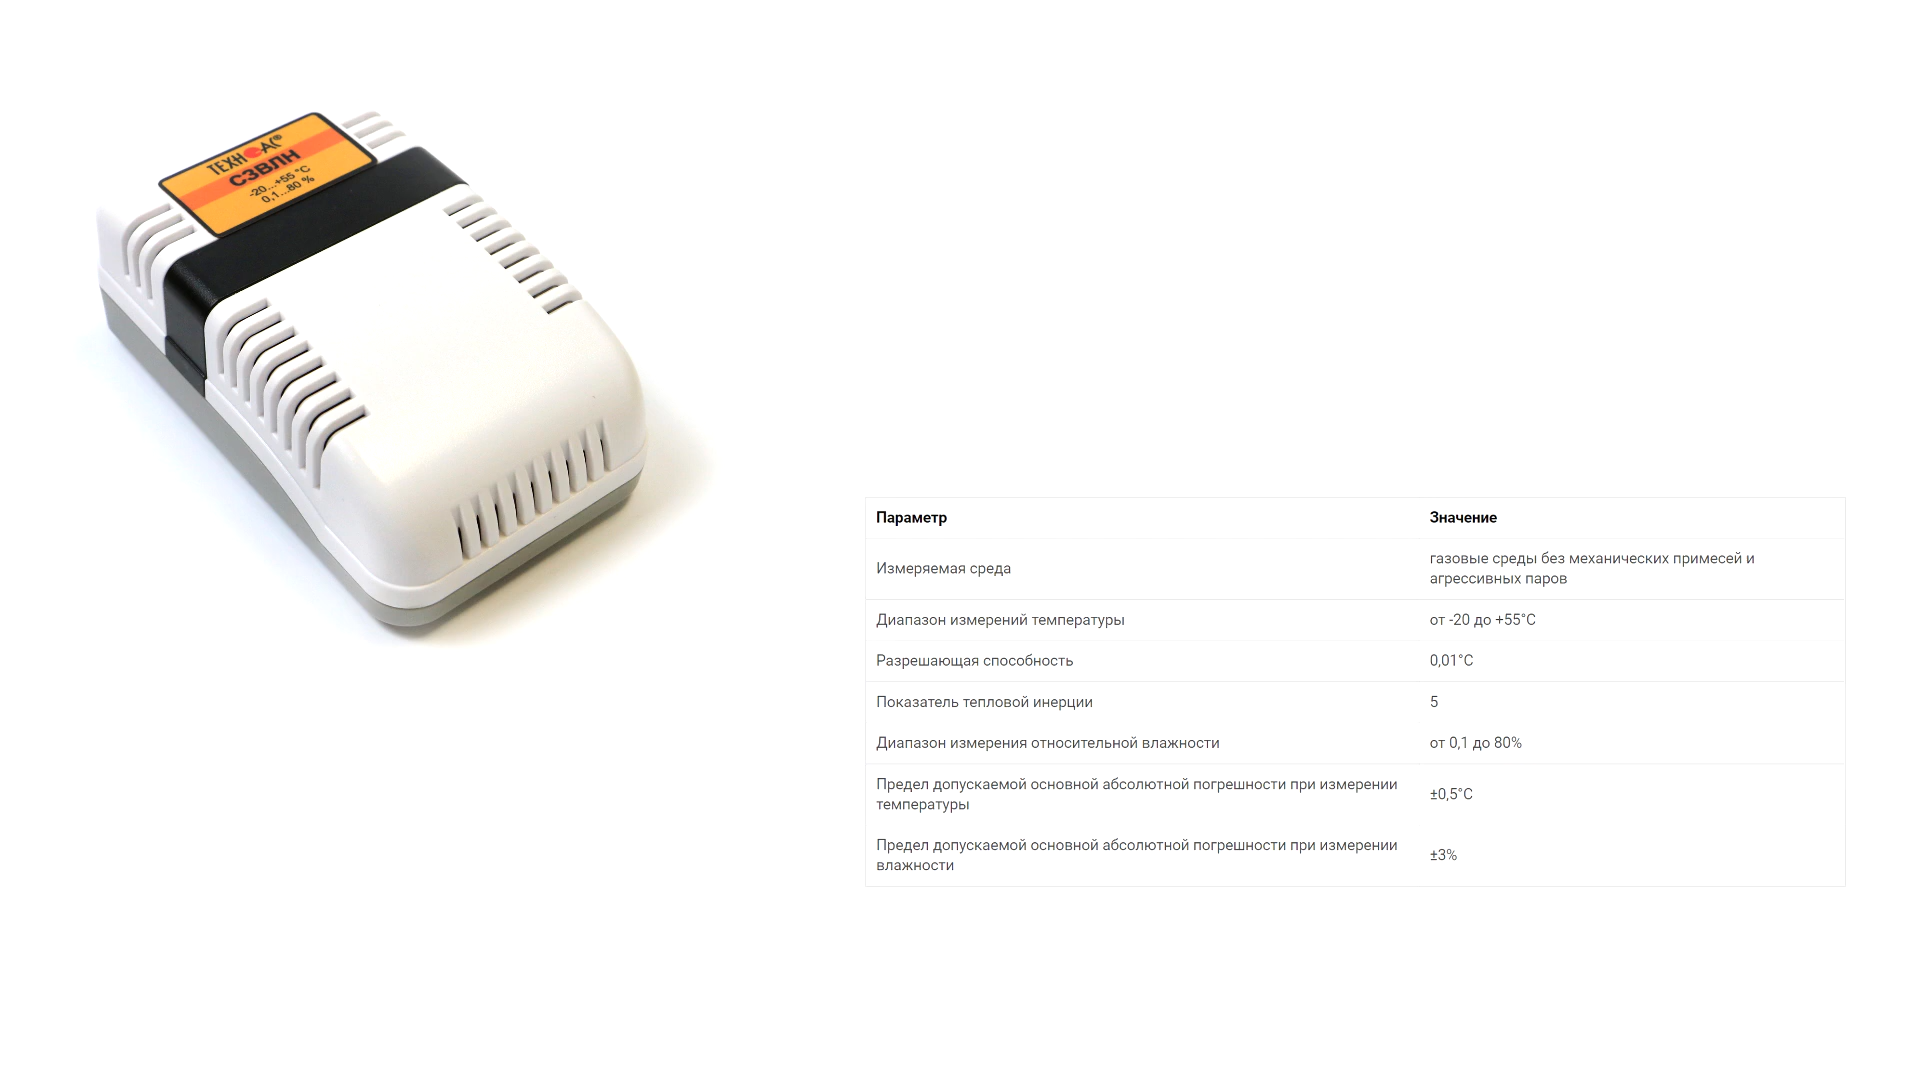 ТЕХНО-АС®
СЗВЛН
-20...+55 °С
0,1...80 %
Параметр Значение
Измеряемая среда газовые среды без механических примесей и
агрессивных паров
Диапазон измерений температуры от -20 до +55°C
Разрешающая способность 0,01°C
Показатель тепловой инерции 5
Диапазон измерения относительной влажности от 0,1 до 80%
Предел допускаемой основной абсолютной погрешности при измерении
температуры ±0,5°C
Предел допускаемой основной абсолютной погрешности при измерении
влажности ±3%